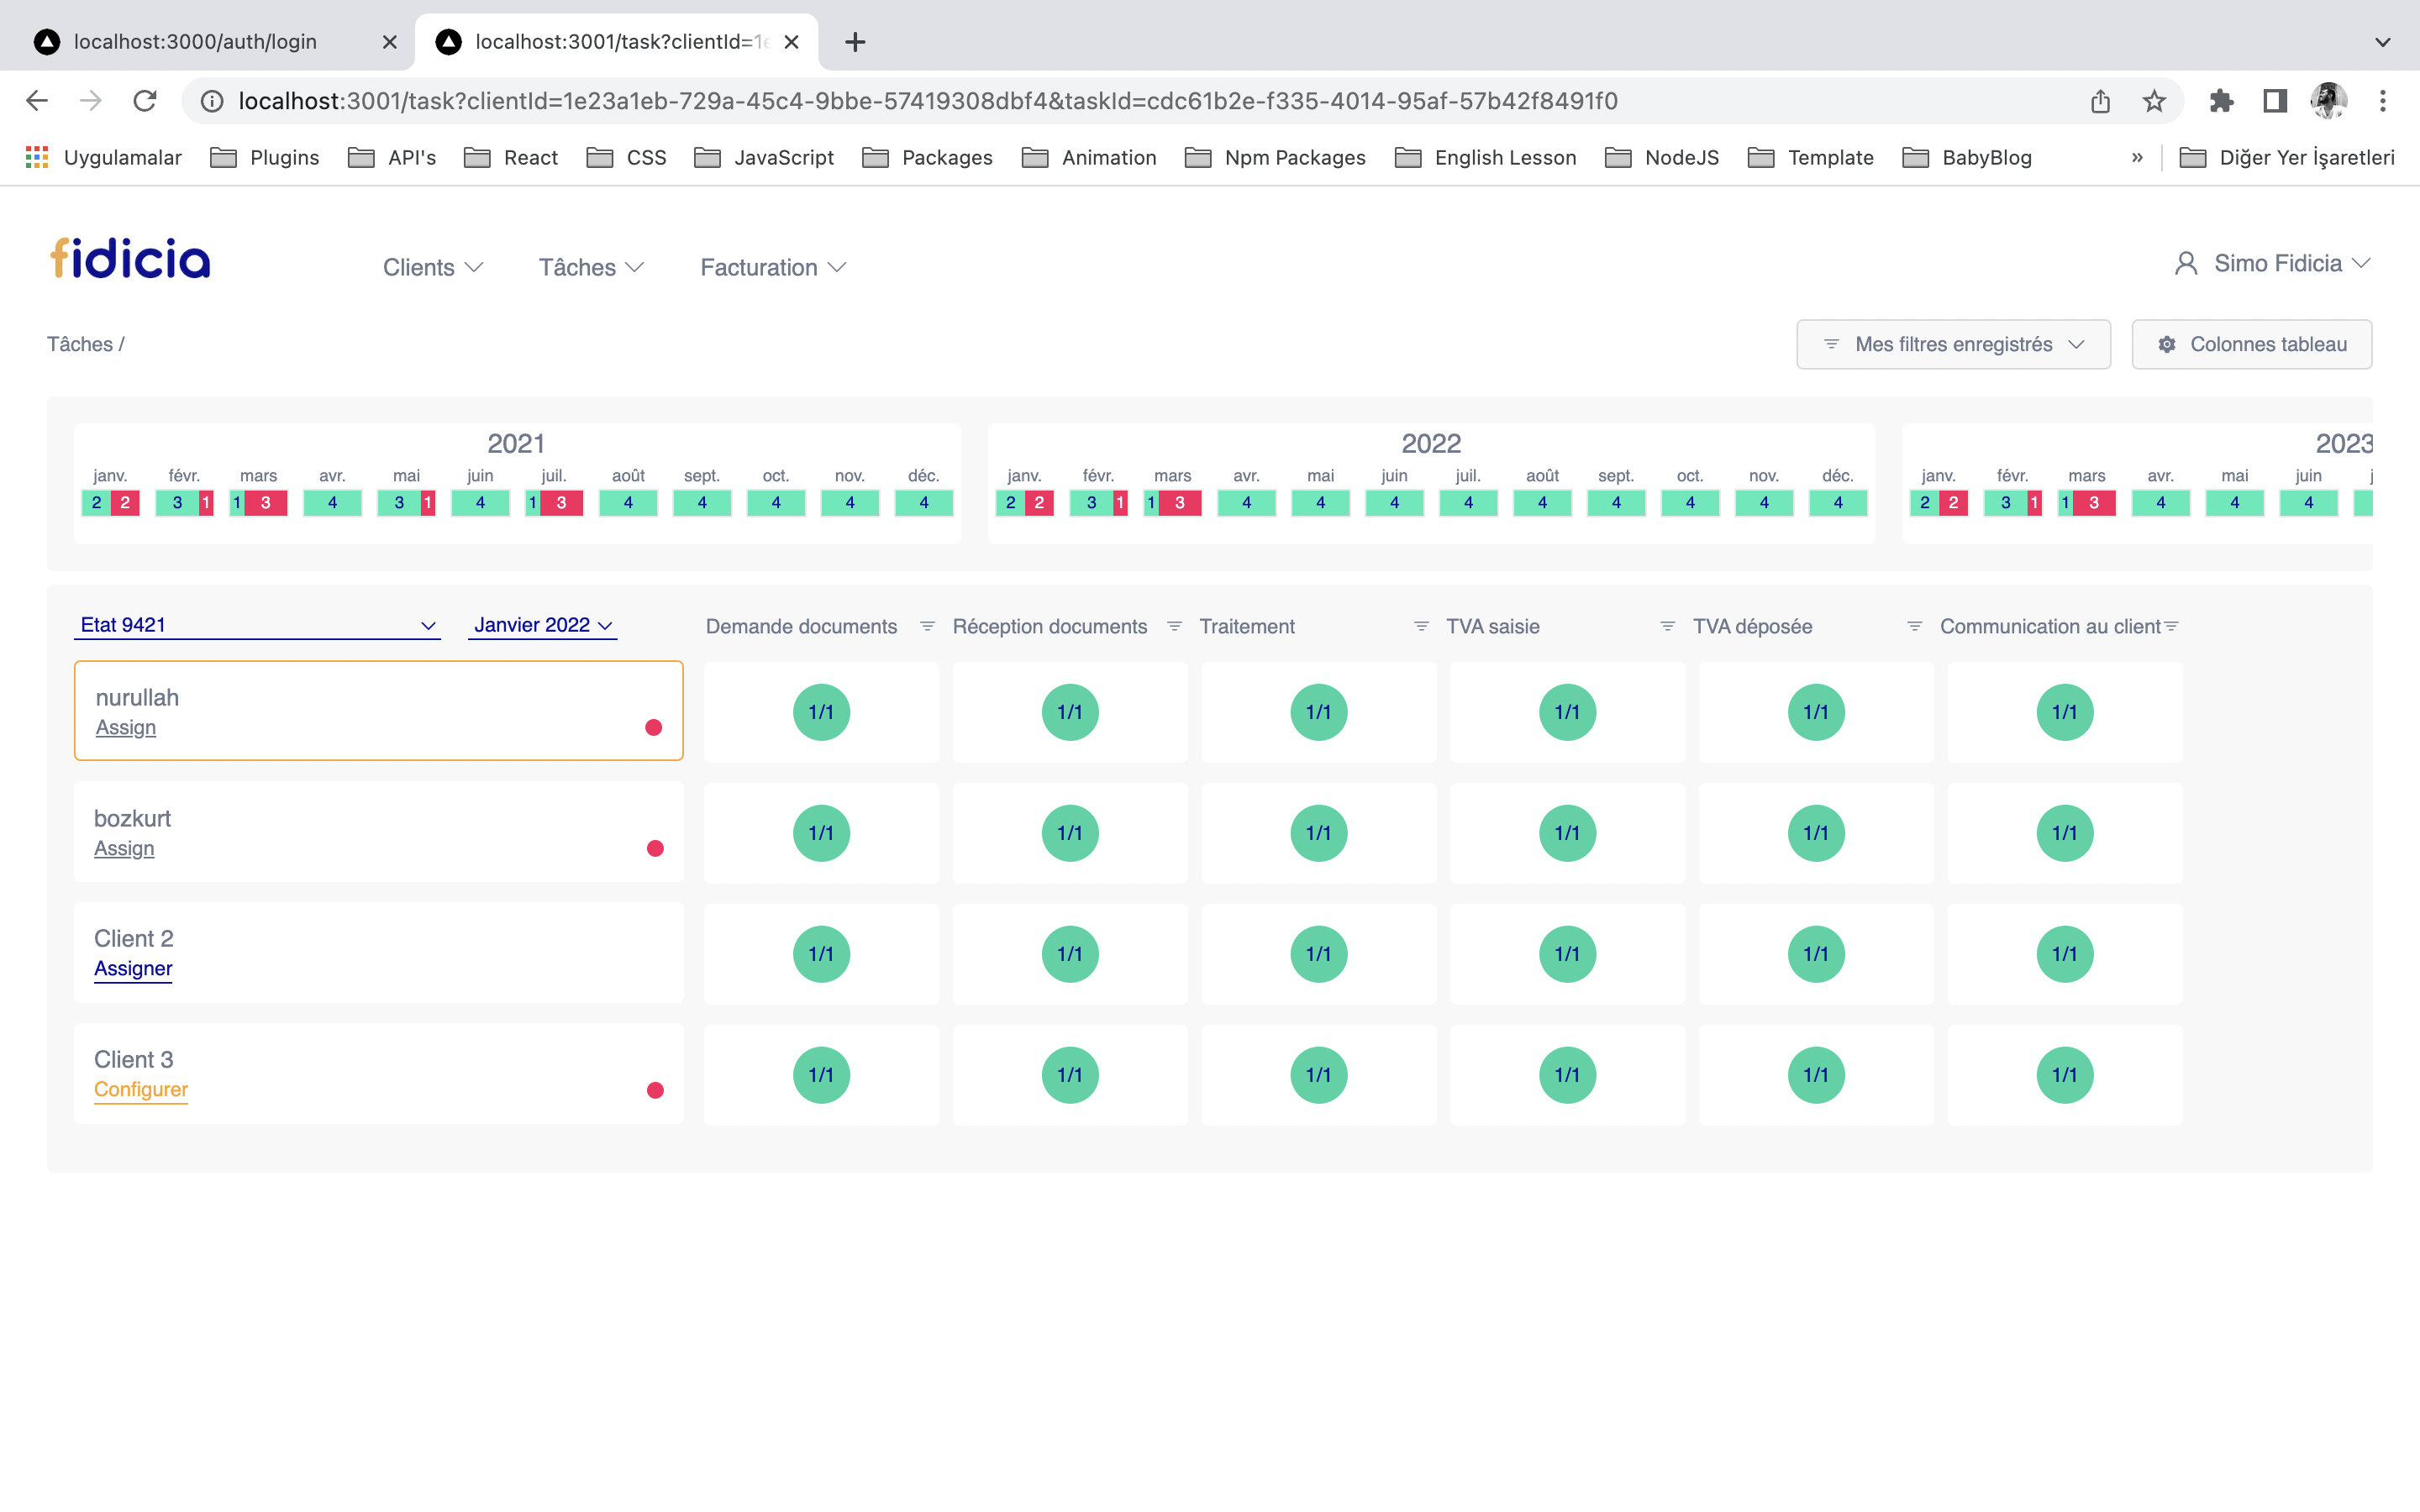 localhost:3000/auth/login
localhost:3001/task?clientId=1e
localhost:3001/task?clientId=1e23a1eb-729a-45c4-9bbe-57419308dbf4&taskId=cdc61b2e-f335-4014-95af-57b42f8491f0
Uygulamalar Plugins API's React CSS JavaScript Packages Animation Npm Packages English Lesson NodeJS Template BabyBlog » Diğer Yer İşaretleri
fidicia Clients Tâches Facturation Simo Fidicia
Tâches / Mes filtres enregistrés Colonnes tableau
2021 2022 2023
janv. févr. mars avr. mai juin juil. août sept. oct. nov. déc. janv. févr. mars avr. mai juin juil. août sept. oct. nov. déc. janv. févr. mars avr. mai juin j
2 2 3 1 1 3 4 3 1 4 1 3 4 4 4 4 4 2 2 3 1 1 3 4 4 4 4 4 4 4 4 4 2 2 3 1 1 3 4 4 4
Etat 9421 Janvier 2022 Demande documents Réception documents Traitement TVA saisie TVA déposée Communication au client
nurullah
Assign
1/1 1/1 1/1 1/1 1/1 1/1
bozkurt
Assign
1/1 1/1 1/1 1/1 1/1 1/1
Client 2
Assigner
1/1 1/1 1/1 1/1 1/1 1/1
Client 3
Configurer
1/1 1/1 1/1 1/1 1/1 1/1